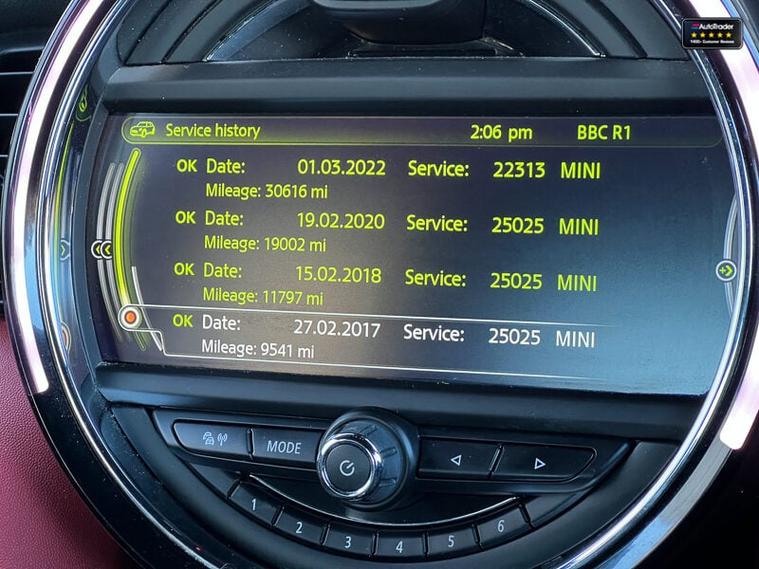 AutoTrader
1400+ Customer Reviews
Service history 2:06 pm BBC R1
OK Date: 01.03.2022 Service: 22313 MINI
Mileage: 30616 mi
OK Date: 19.02.2020 Service: 25025 MINI
Mileage: 19002 mi
OK Date: 15.02.2018 Service: 25025 MINI
Mileage: 11797 mi
OK Date: 27.02.2017 Service: 25025 MINI
Mileage: 9541 mi
MODE
1 2 3 4 5 6